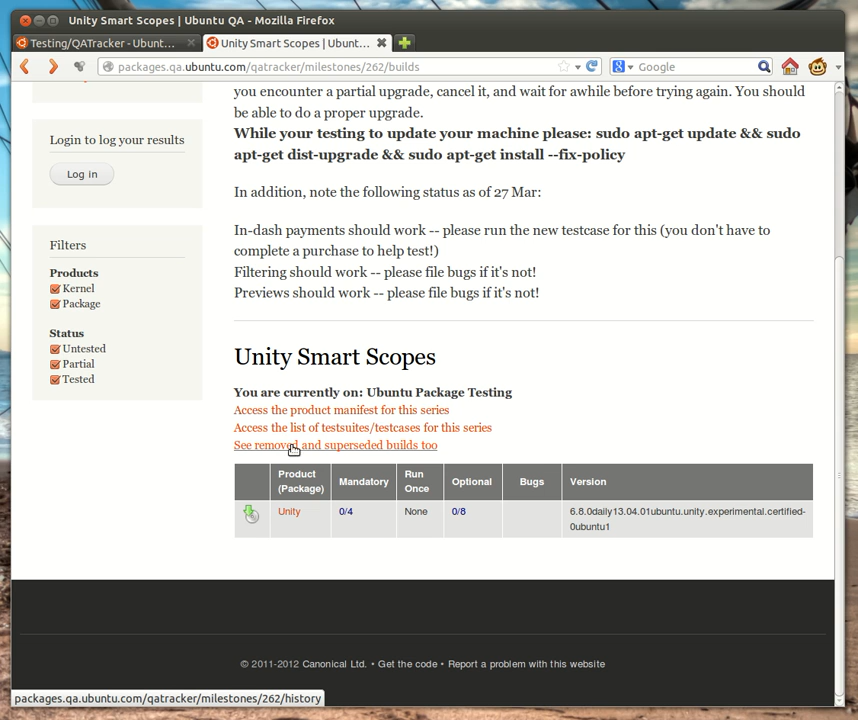 Unity Smart Scopes | Ubuntu QA - Mozilla Firefox
Testing/QATracker - Ubunt...
Unity Smart Scopes | Ubunt...
packages.qa.ubuntu.com/qatracker/milestones/262/builds
Google
you encounter a partial upgrade, cancel it, and wait for awhile before trying again. You should
be able to do a proper upgrade.
While your testing to update your machine please: sudo apt-get update && sudo
apt-get dist-upgrade && sudo apt-get install --fix-policy
In addition, note the following status as of 27 Mar:
In-dash payments should work -- please run the new testcase for this (you don't have to
complete a purchase to help test!)
Filtering should work -- please file bugs if it's not!
Previews should work -- please file bugs if it's not!
Login to log your results
Log in
Filters
Products
Kernel
Package
Status
Untested
Partial
Tested
Unity Smart Scopes
You are currently on: Ubuntu Package Testing
Access the product manifest for this series
Access the list of testsuites/testcases for this series
See removed and superseded builds too
Product
(Package)
Mandatory
Run
Once
Optional
Bugs
Version
Unity
0/4
None
0/8
6.8.0daily13.04.01ubuntu.unity.experimental.certified-
0ubuntu1
© 2011-2012 Canonical Ltd. • Get the code • Report a problem with this website
packages.qa.ubuntu.com/qatracker/milestones/262/history